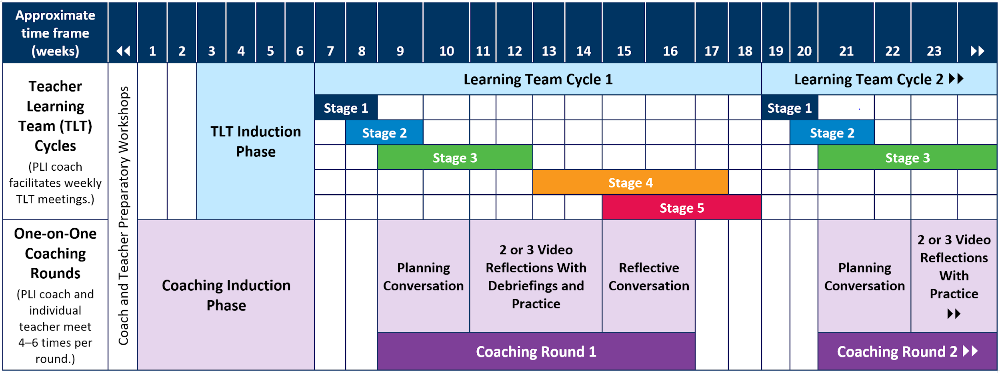 Approximate
time frame
(weeks)
1 2 3 4 5 6 7 8 9 10 11 12 13 14 15 16 17 18 19 20 21 22 23
Teacher
Learning
Team (TLT)
Cycles
(PLI coach
facilitates weekly
TLT meetings.)
Coach and Teacher Preparatory Workshops
TLT Induction
Phase
Learning Team Cycle 1
Learning Team Cycle 2
Stage 1
Stage 1
Stage 2
Stage 2
Stage 3
Stage 3
Stage 4
Stage 5
One-on-One
Coaching
Rounds
(PLI coach and
individual
teacher meet
4–6 times per
round.)
Coaching Induction
Phase
Planning
Conversation
2 or 3 Video
Reflections With
Debriefings and
Practice
Reflective
Conversation
Planning
Conversation
2 or 3 Video
Reflections
With
Practice
Coaching Round 1
Coaching Round 2